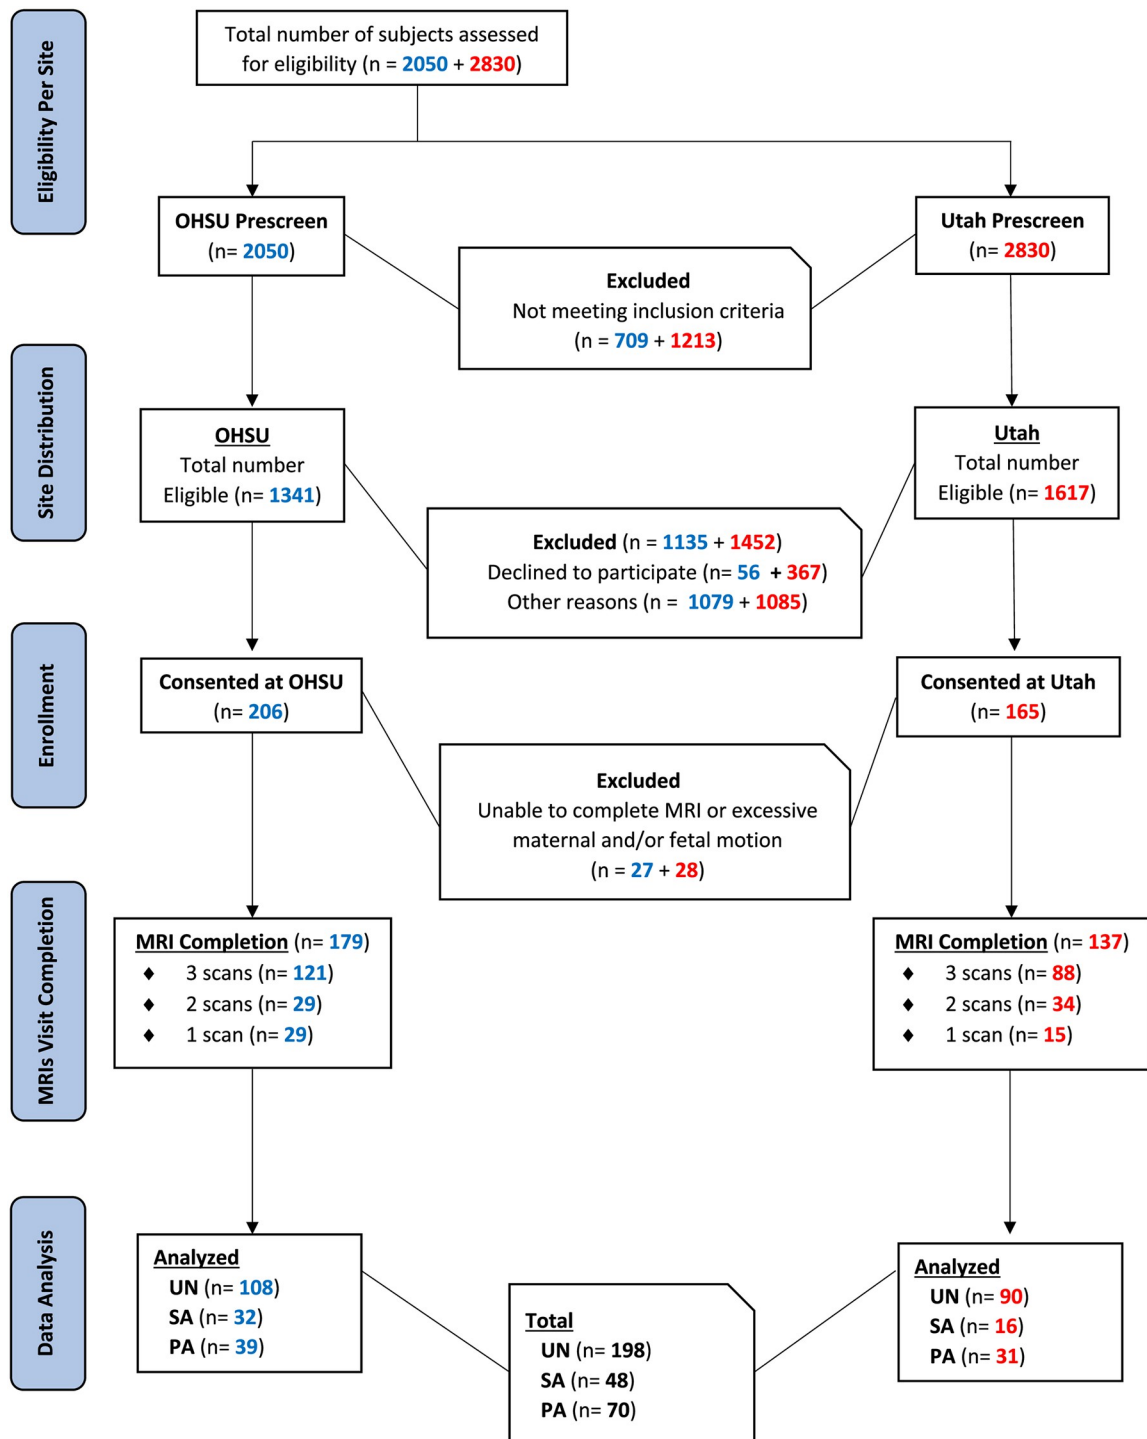 Eligibility Per Site
Total number of subjects assessed
for eligibility (n = 2050 + 2830)
OHSU Prescreen
(n= 2050)
Utah Prescreen
(n= 2830)
Excluded
Not meeting inclusion criteria
(n = 709 + 1213)
Site Distribution
OHSU
Total number
Eligible (n= 1341)
Utah
Total number
Eligible (n= 1617)
Excluded (n = 1135 + 1452)
Declined to participate (n= 56 + 367)
Other reasons (n = 1079 + 1085)
Enrollment
Consented at OHSU
(n= 206)
Consented at Utah
(n= 165)
Excluded
Unable to complete MRI or excessive
maternal and/or fetal motion
(n = 27 + 28)
MRIs Visit Completion
MRI Completion (n= 179)
♦ 3 scans (n= 121)
♦ 2 scans (n= 29)
♦ 1 scan (n= 29)
MRI Completion (n= 137)
♦ 3 scans (n= 88)
♦ 2 scans (n= 34)
♦ 1 scan (n= 15)
Data Analysis
Analyzed
UN (n= 108)
SA (n= 32)
PA (n= 39)
Total
UN (n= 198)
SA (n= 48)
PA (n= 70)
Analyzed
UN (n= 90)
SA (n= 16)
PA (n= 31)